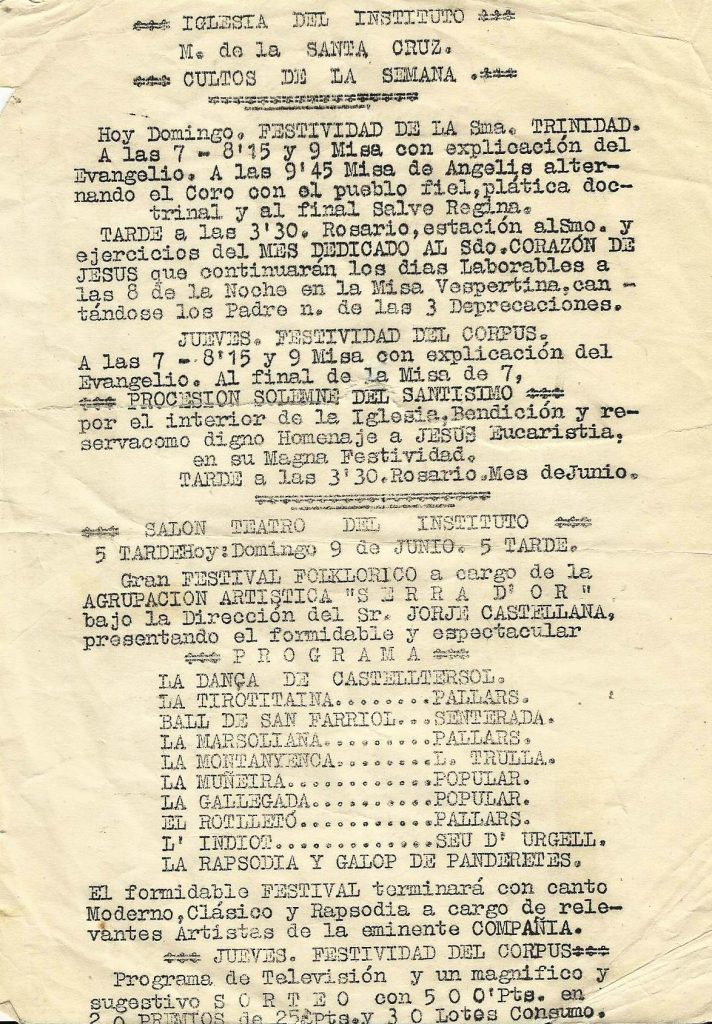 IGLESIA DEL INSTITUTO
M. de la SANTA CRUZ.
CULTOS DE LA SEMANA.
Hoy Domingo. FESTIVIDAD DE LA Sma. TRINIDAD.
A las 7 - 8'15 y 9 Misa con explicación del
Evangelio. A las 9'45 Misa de Angelis alter-
nando el Coro con el pueblo fiel,plática doc-
trinal y al final Salve Regina.
TARDE a las 3'30. Rosario,estación alSmo. y
ejercicios del MES DEDICADO AL Sdo.CORAZÓN DE
JESUS que continuarán los dias Laborables a
las 8 de la Noche en la Misa Vespertina,can -
tándose los Padre n. de las 3 Deprecaciones.
JUEVES. FESTIVIDAD DEL CORPUS.
A las 7 - 8'15 y 9 Misa con explicación del
Evangelio. Al final de la Misa de 7,
PROCESION SOLEMNE DEL SANTISIMO
por el interior de la Iglesia,Bendición y re-
servacomo digno Homenaje a JESUS Eucaristia,
en su Magna Festividad.
TARDE a las 3'30.Rosario.Mes deJunio.
SALON TEATRO DEL INSTITUTO
5 TARDEHoy:Domingo 9 de JUNIO. 5 TARDE.
Gran FESTIVAL FOLKLORICO a cargo de la
AGRUPACION ARTISTICA "S E R R A D' O R"
bajo la Dirección del Sr. JORJE CASTELLANA,
presentando el formidable y espectacular
P R O G R A M A
LA DANÇA DE CASTELLTERSOL.
LA TIROTITAINA........PALLARS.
BALL DE SAN FARRIOL...SENTERADA.
LA MARSOLIANA.........PALLARS.
LA MONTANYENCA........L. TRULLA.
LA MUÑEIRA............POPULAR.
LA GALLEGADA..........POPULAR.
EL ROTLLETÓ...........PALLARS.
L' INDIOT.............SEU D' URGELL.
LA RAPSODIA Y GALOP DE PANDERETES.
El formidable FESTIVAL terminará con canto
Moderno,Clásico y Rapsodia a cargo de rele-
vantes Artistas de la eminente COMPAÑIA.
JUEVES. FESTIVIDAD DEL CORPUS
Programa de Televisión y un magnifico y
sugestivo S O R T E O con 5 0 0'Pts. en
2 0 PREMIOS de Pts.y 3 0 Lotes Consumo.